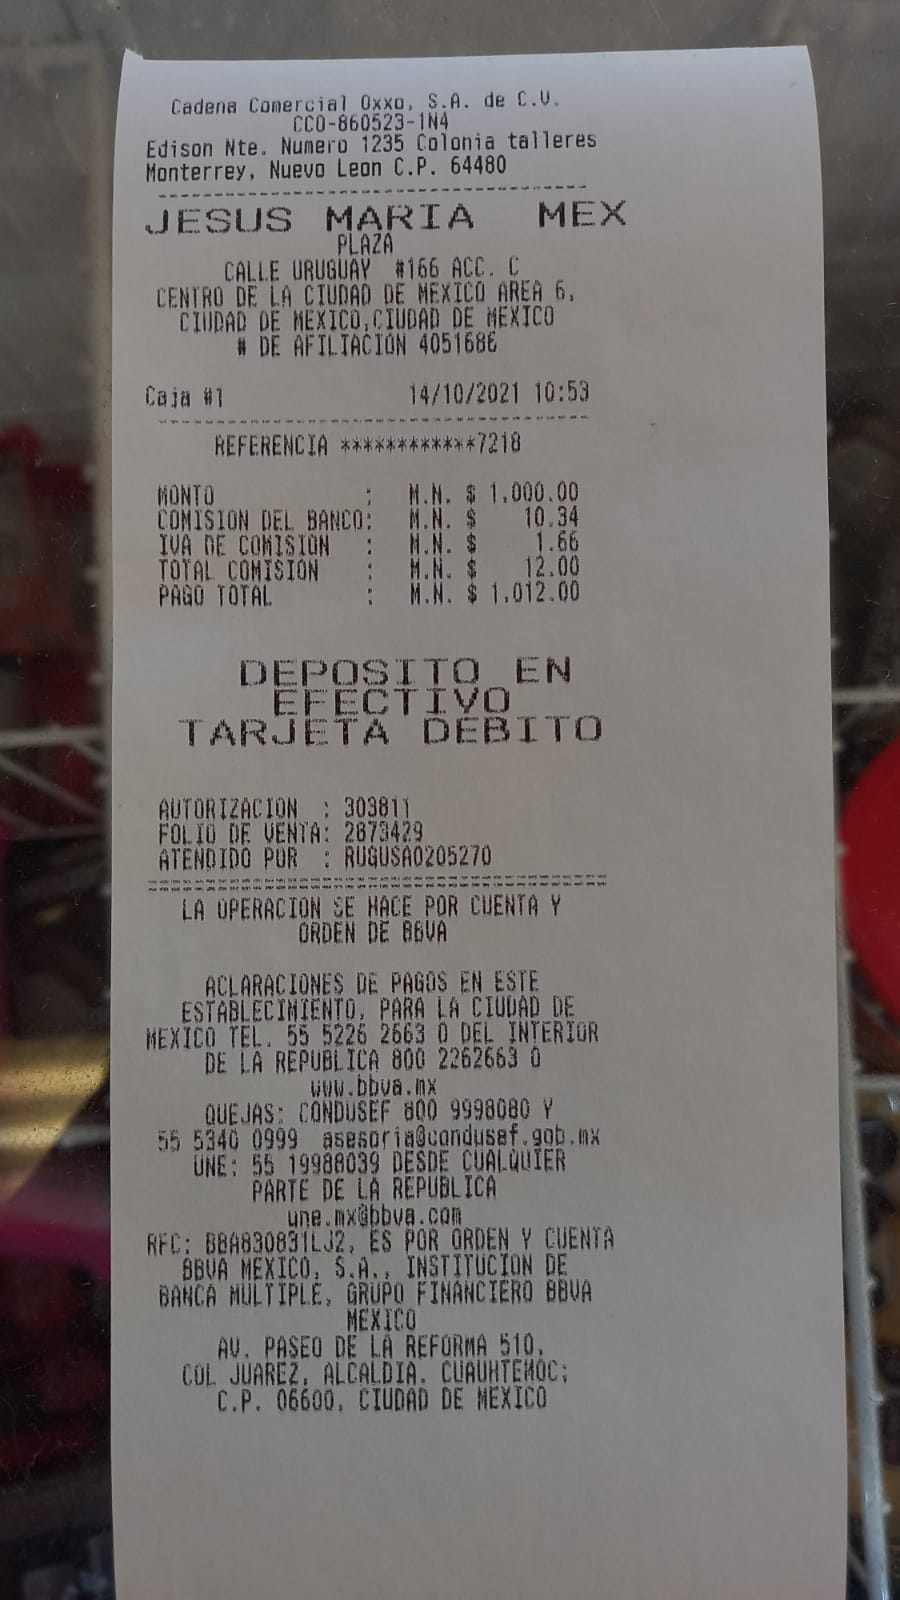 Cadena Comercial Oxxo, S.A. de C.V.
CCO-860523-1N4
Edison Nte. Numero 1235 Colonia talleres
Monterrey, Nuevo Leon C.P. 64480
JESUS MARIA MEX
PLAZA
CALLE URUGUAY #166 ACC. C
CENTRO DE LA CIUDAD DE MEXICO AREA 6,
CIUDAD DE MEXICO,CIUDAD DE MEXICO
# DE AFILIACION 4051686
Caja #1 14/10/2021 10:53
REFERENCIA ************7218
MONTO : M.N. $ 1,000.00
COMISION DEL BANCO: M.N. $ 10.34
IVA DE COMISION : M.N. $ 1.66
TOTAL COMISION : M.N. $ 12.00
PAGO TOTAL : M.N. $ 1,012.00
DEPOSITO EN
EFECTIVO
TARJETA DEBITO
AUTORIZACION : 303811
FOLIO DE VENTA: 2873429
ATENDIDO POR : RUGUSA0205270
LA OPERACION SE HACE POR CUENTA Y
ORDEN DE BBVA
ACLARACIONES DE PAGOS EN ESTE
ESTABLECIMIENTO, PARA LA CIUDAD DE
MEXICO TEL. 55 5226 2663 O DEL INTERIOR
DE LA REPUBLICA 800 2262663 O
www.bbva.mx
QUEJAS: CONDUSEF 800 9998080 Y
55 5340 0999 asesoria@condusef.gob.mx
UNE: 55 19988039 DESDE CUALQUIER
PARTE DE LA REPUBLICA
une.mx@bbva.com
RFC: BBA830831LJ2, ES POR ORDEN Y CUENTA
BBVA MEXICO, S.A., INSTITUCION DE
BANCA MULTIPLE, GRUPO FINANCIERO BBVA
MEXICO
AV. PASEO DE LA REFORMA 510,
COL JUAREZ, ALCALDIA. CUAUHTEMOC;
C.P. 06600, CIUDAD DE MEXICO